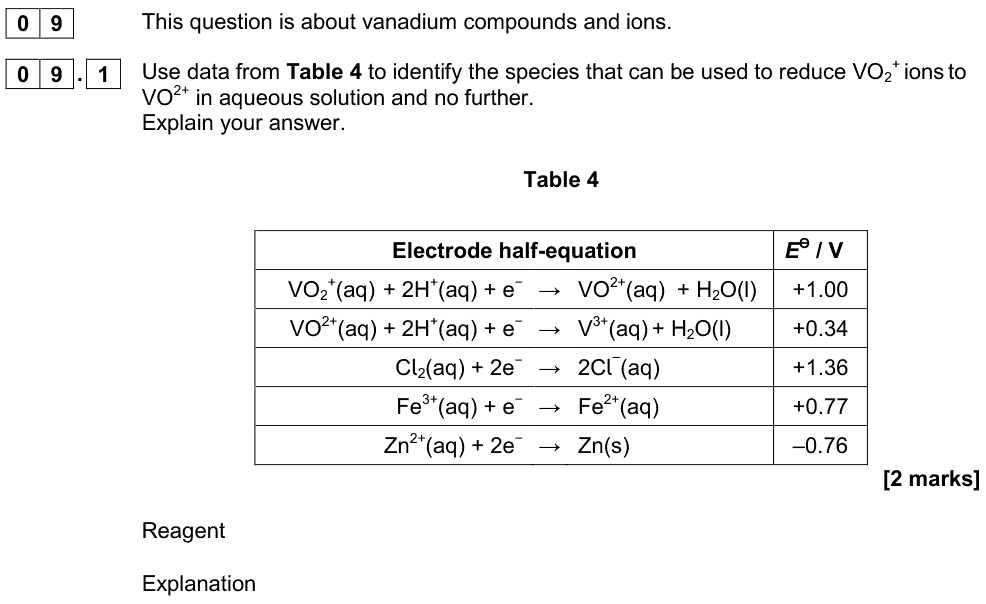 0 9 This question is about vanadium compounds and ions.
0 9 . 1 Use data from Table 4 to identify the species that can be used to reduce VO₂⁺ ions to
VO²⁺ in aqueous solution and no further.
Explain your answer.
Table 4
Electrode half-equation E⦵ / V
VO₂⁺(aq) + 2H⁺(aq) + e⁻ → VO²⁺(aq) + H₂O(l) +1.00
VO²⁺(aq) + 2H⁺(aq) + e⁻ → V³⁺(aq) + H₂O(l) +0.34
Cl₂(aq) + 2e⁻ → 2Cl⁻(aq) +1.36
Fe³⁺(aq) + e⁻ → Fe²⁺(aq) +0.77
Zn²⁺(aq) + 2e⁻ → Zn(s) –0.76
[2 marks]
Reagent
Explanation